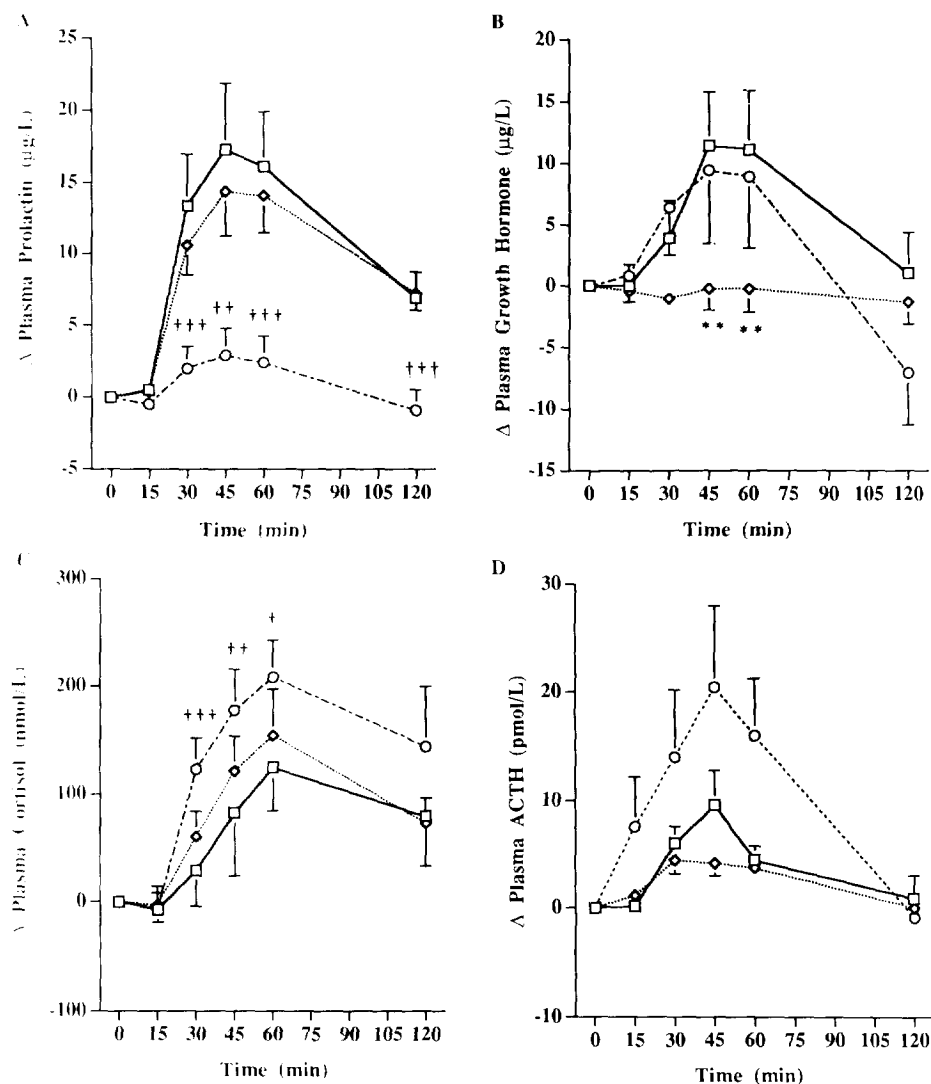 A
25
20
15
10
5
0
-5
Δ Plasma Prolactin (μg/L)
†††
††
†††
†††
0 15 30 45 60 75 90 105 120
Time (min)
B
20
15
10
5
0
-5
-10
-15
Δ Plasma Growth Hormone (μg/L)
** **
0 15 30 45 60 75 90 105 120
Time (min)
C
300
200
100
0
-100
Δ Plasma Cortisol (nmol/L)
†††
††
†
0 15 30 45 60 75 90 105 120
Time (min)
D
30
20
10
0
-10
Δ Plasma ACTH (pmol/L)
0 15 30 45 60 75 90 105 120
Time (min)